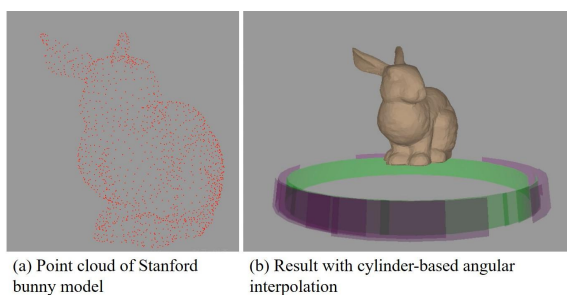 (a) Point cloud of Stanford
bunny model
(b) Result with cylinder-based angular
interpolation